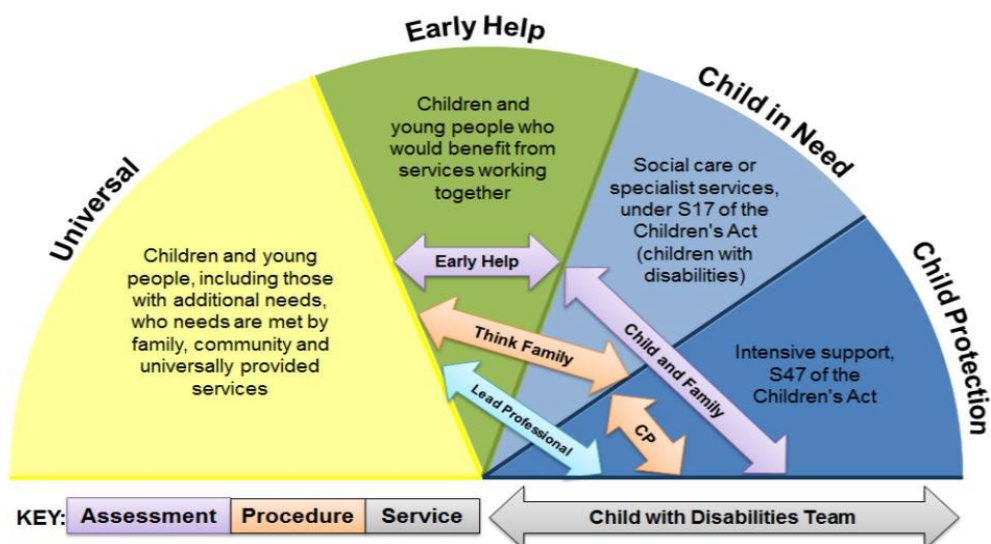 Early Help
Child in Need
Universal
Child Protection
Children and
young people who
would benefit from
services working
together
Social care or
specialist services,
under S17 of the
Children's Act
(children with
disabilities)
Children and young
people, including those
with additional needs,
who needs are met by
family, community and
universally provided
services
Early Help
Think Family
Child and Family
Lead Professional
CP
Intensive support,
S47 of the
Children's Act
KEY: Assessment Procedure Service
Child with Disabilities Team